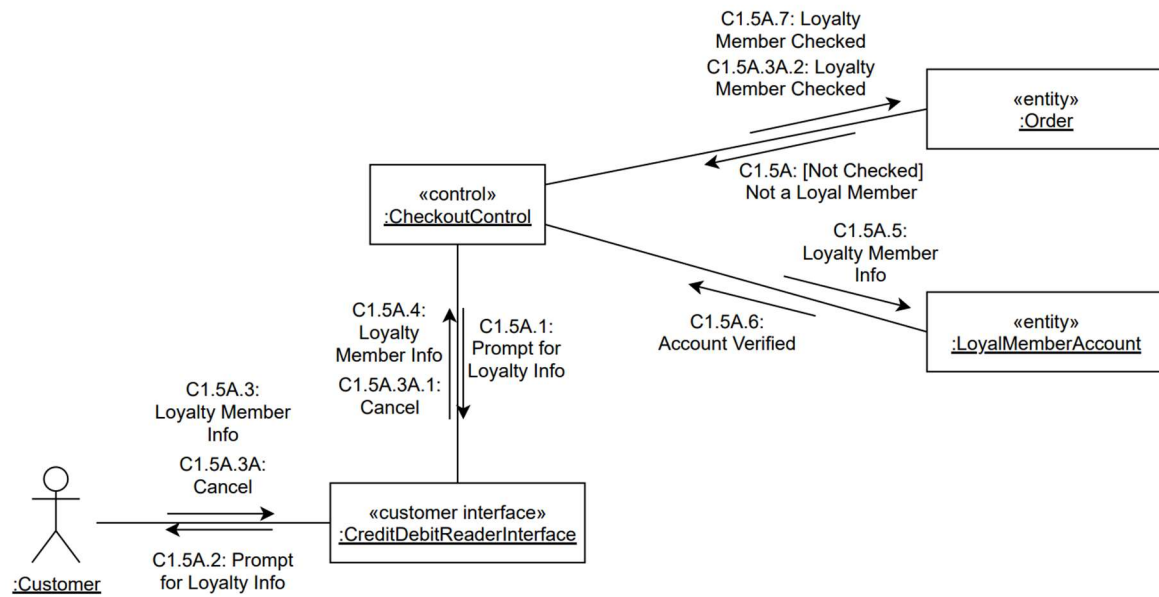 C1.5A.7: Loyalty
Member Checked
C1.5A.3A.2: Loyalty
Member Checked
«entity»
:Order
C1.5A: [Not Checked]
Not a Loyal Member
«control»
:CheckoutControl
C1.5A.5:
Loyalty Member
Info
C1.5A.6:
Account Verified
«entity»
:LoyalMemberAccount
C1.5A.4:
Loyalty
Member Info
C1.5A.3A.1:
Cancel
C1.5A.1:
Prompt for
Loyalty Info
C1.5A.3:
Loyalty Member
Info
C1.5A.3A:
Cancel
«customer interface»
:CreditDebitReaderInterface
C1.5A.2: Prompt
for Loyalty Info
:Customer